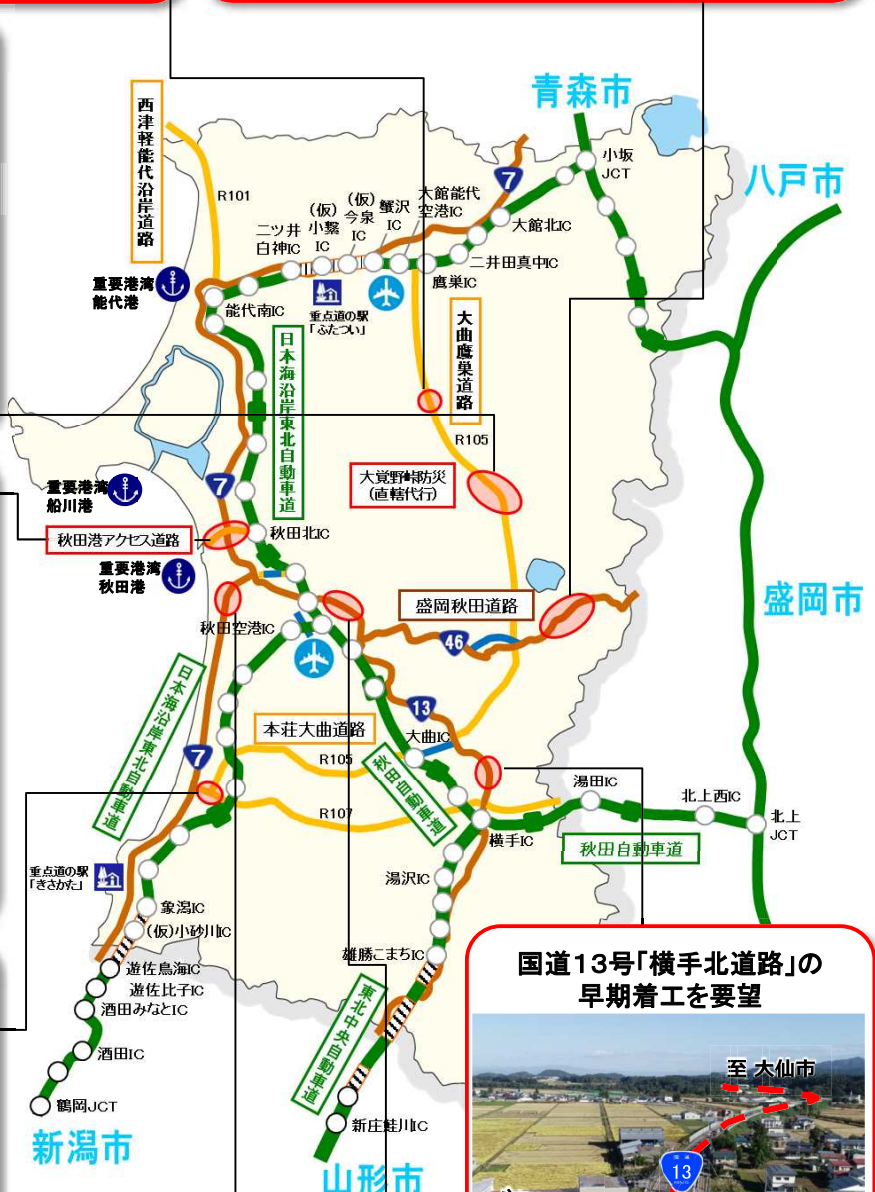 青森市
八戸市
盛岡市
新潟市
山形市
西津軽能代沿岸道路
R101
7
小坂
JCT
二ツ井
白神IC
(仮)
小繋
IC
(仮)
今泉
IC
蟹沢
IC
大館能代
空港IC
大館北IC
二井田真中IC
鷹巣IC
重要港湾
能代港
能代南IC
重点道の駅
「ふたつい」
日本海沿岸東北自動車道
大曲鷹巣道路
R105
大覚野峠防災
(直轄代行)
重要港湾
船川港
7
秋田港アクセス道路
秋田北IC
重要港湾
秋田港
盛岡秋田道路
46
秋田空港IC
日本海沿岸東北自動車道
13
本荘大曲道路
大曲IC
7
R105
秋田自動車道
R107
湯田IC
北上西IC
北上
JCT
横手IC
秋田自動車道
重点道の駅
「きさかた」
湯沢IC
象潟IC
(仮)小砂川IC
雄勝こまちIC
遊佐鳥海IC
遊佐比子IC
酒田みなとIC
東北中央自動車道
酒田IC
鶴岡JCT
新庄鮭川IC
国道13号「横手北道路」の
早期着工を要望
至 大仙市
国道
13